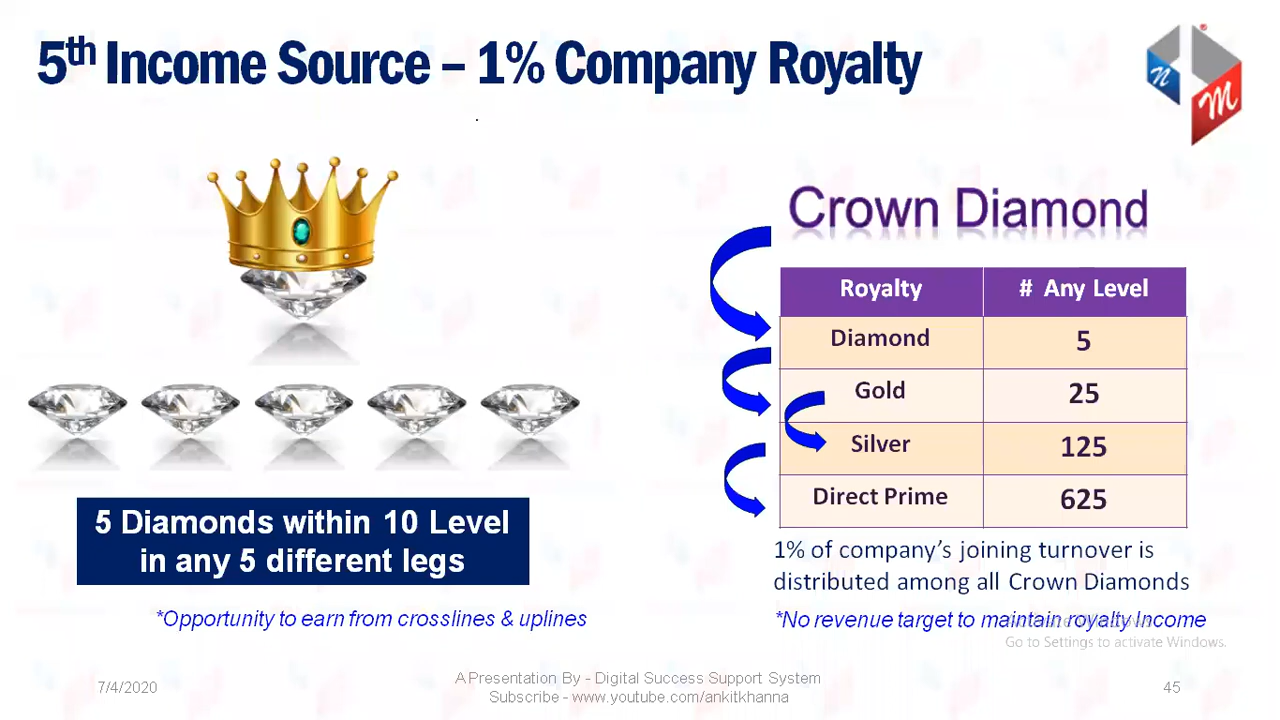 5th Income Source – 1% Company Royalty
n
M
Crown Diamond
Royalty # Any Level
Diamond 5
Gold 25
Silver 125
Direct Prime 625
5 Diamonds within 10 Level
in any 5 different legs
1% of company’s joining turnover is
distributed among all Crown Diamonds
*Opportunity to earn from crosslines & uplines
*No revenue target to maintain royalty Income
Go to Settings to activate Windows.
7/4/2020
A Presentation By - Digital Success Support System
Subscribe - www.youtube.com/ankitkhanna
45